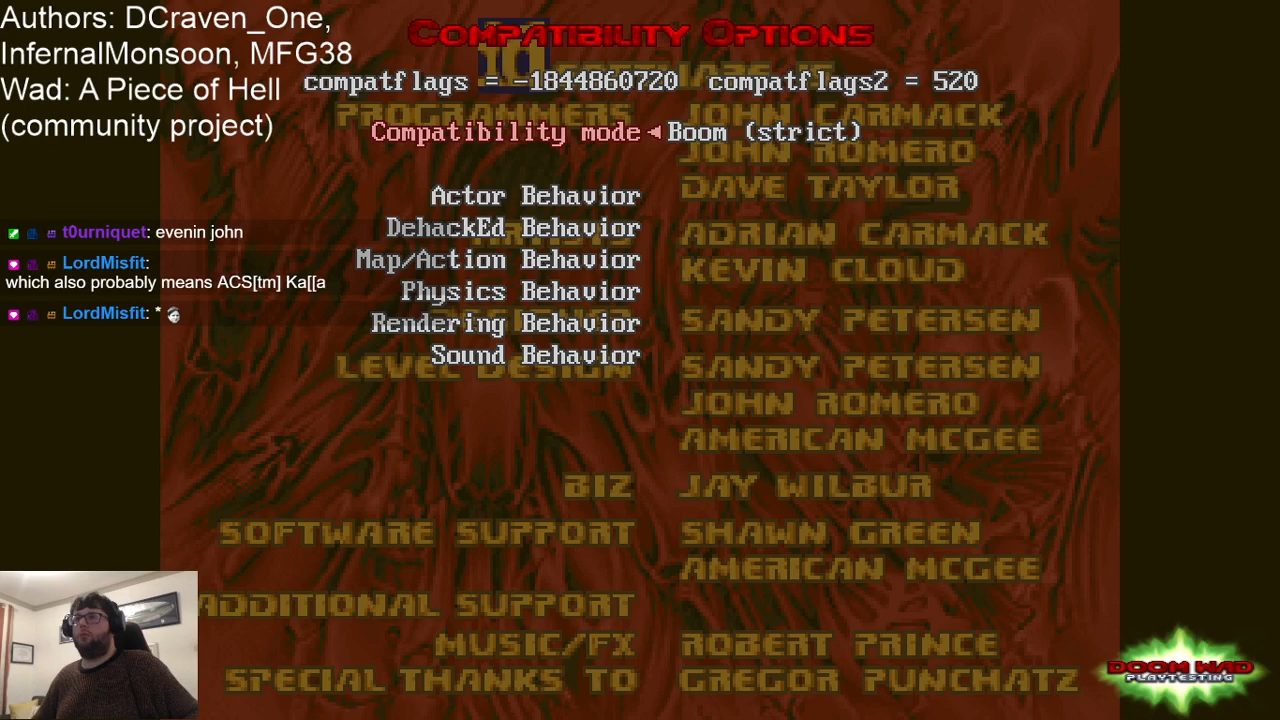 Authors: DCraven_One,
InfernalMonsoon, MFG38
Wad: A Piece of Hell
(community project)
Compatibility Options
compatflags = -1844860720 compatflags2 = 520
Compatibility mode Boom (strict)
Actor Behavior
DehackEd Behavior
Map/Action Behavior
Physics Behavior
Rendering Behavior
Sound Behavior
t0urniquet: evenin john
LordMisfit:
which also probably means ACS[tm] Ka[[a
LordMisfit: *
PROGRAMMERS JOHN CARMACK
JOHN ROMERO
DAVE TAYLOR
ADRIAN CARMACK
KEVIN CLOUD
SANDY PETERSEN
LEVEL DESIGN SANDY PETERSEN
JOHN ROMERO
AMERICAN MCGEE
BIZ JAY WILBUR
SOFTWARE SUPPORT SHAWN GREEN
AMERICAN MCGEE
ADDITIONAL SUPPORT
MUSIC/FX ROBERT PRINCE
SPECIAL THANKS TO GREGOR PUNCHATZ
DOOM WAD
PLAYTESTING